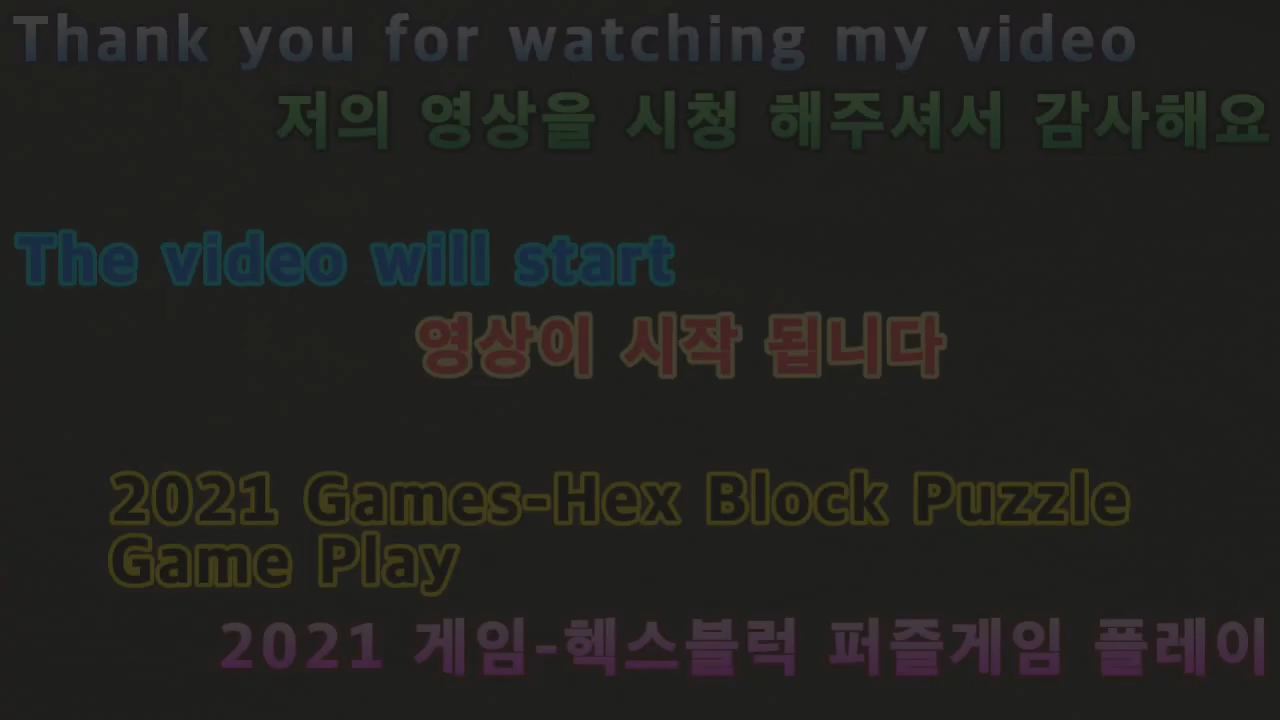 Thank you for watching my video
저의 영상을 시청 해주셔서 감사해요
The video will start
영상이 시작 됩니다
2021 Games-Hex Block Puzzle
Game Play
2021 게임-헥스블럭 퍼즐게임 플레이